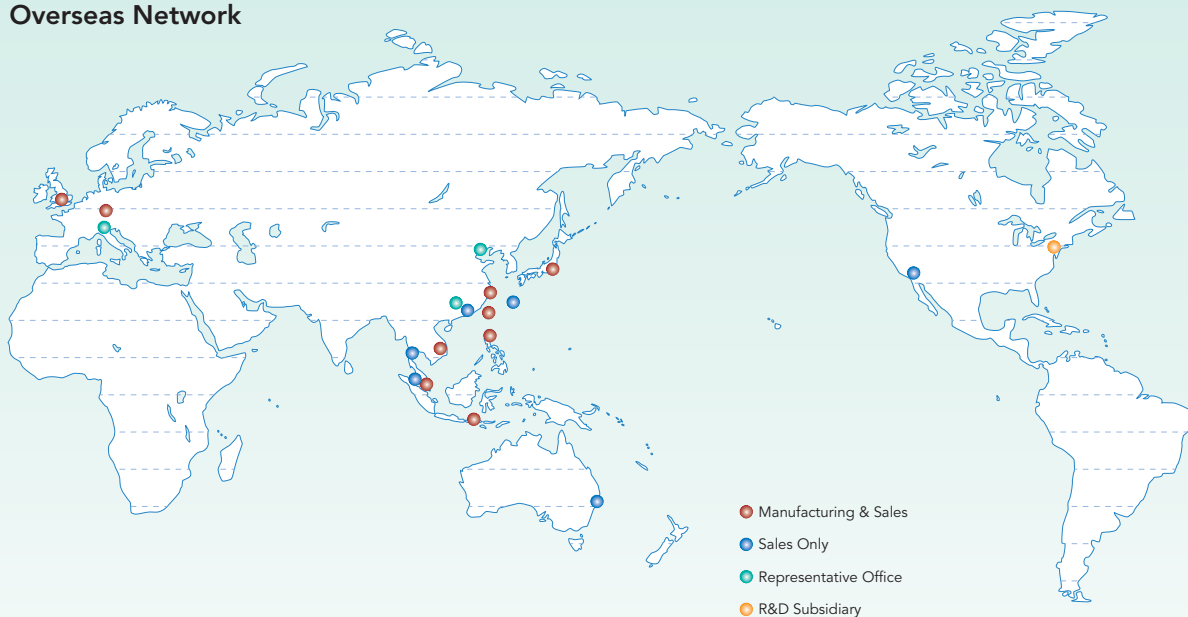 Overseas Network
Manufacturing & Sales
Sales Only
Representative Office
R&D Subsidiary